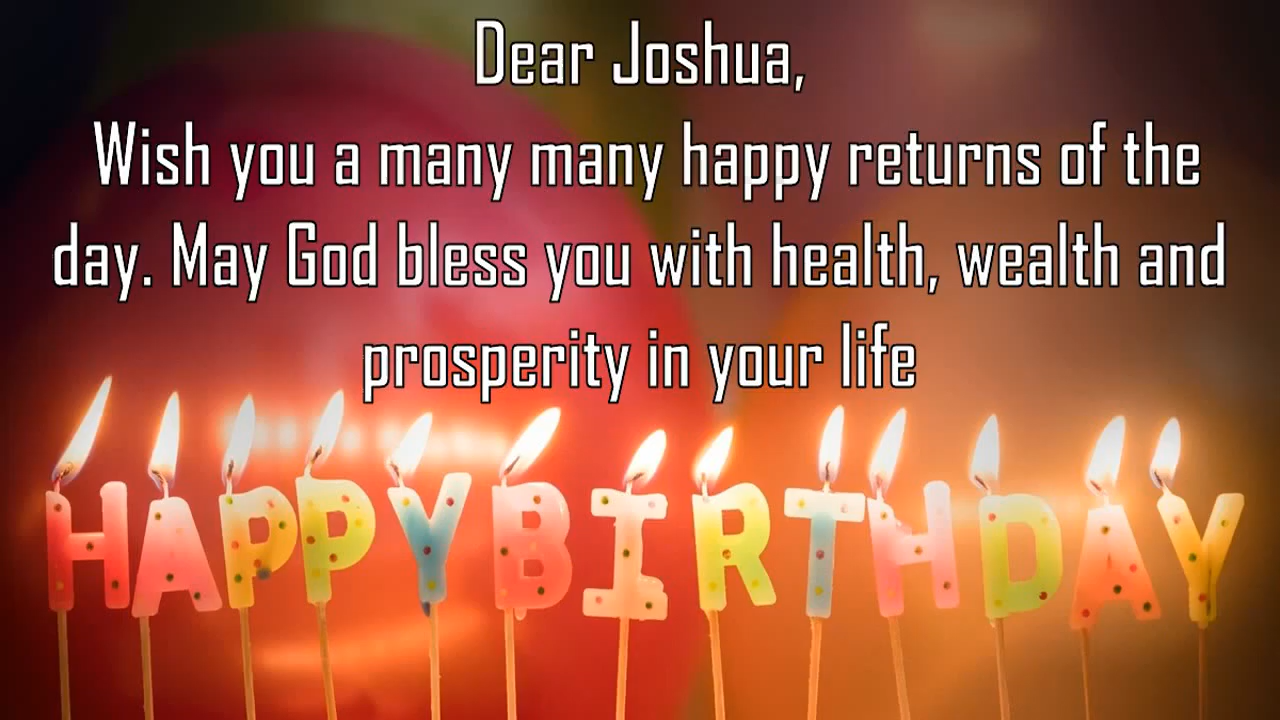 Dear Joshua,
Wish you a many many happy returns of the
day. May God bless you with health, wealth and
prosperity in your life
HAPPYBIRTHDAY